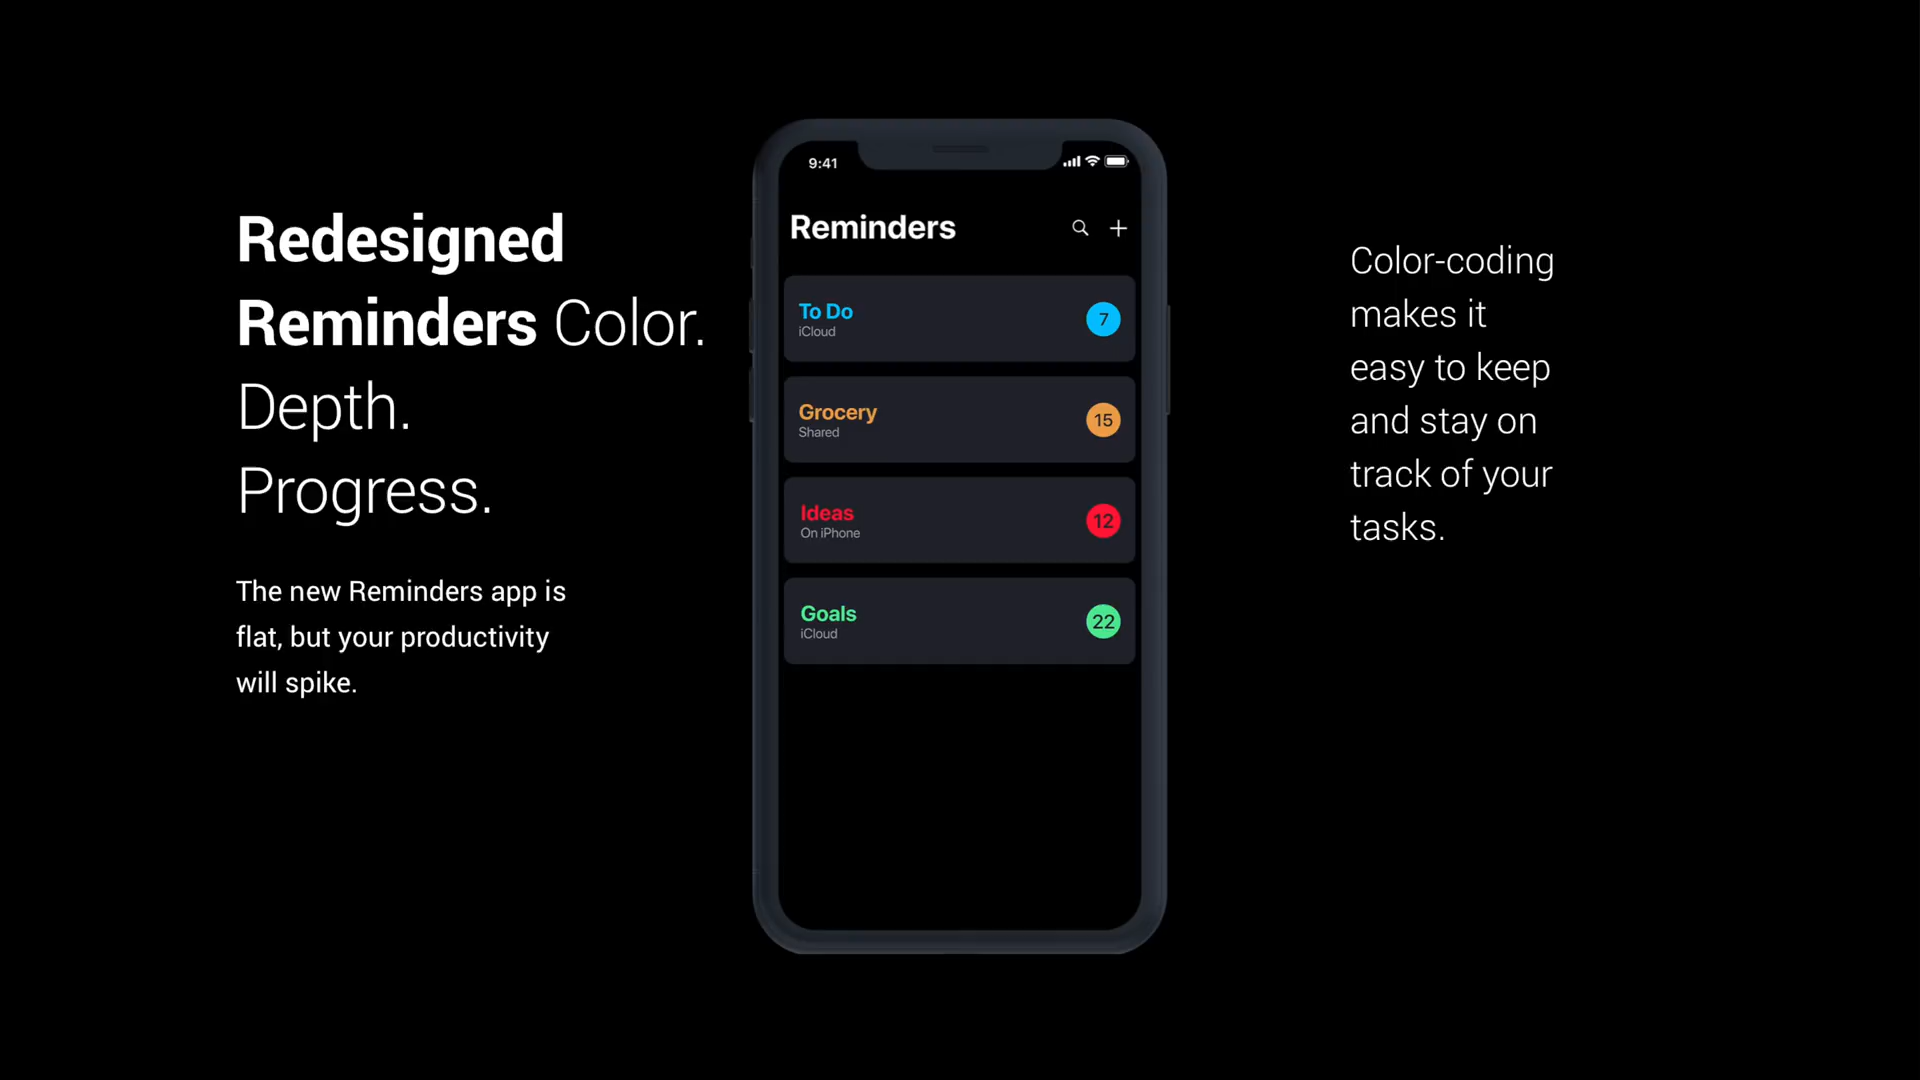 Redesigned
Reminders Color.
Depth.
Progress.
The new Reminders app is
flat, but your productivity
will spike.
9:41
Reminders
To Do
iCloud
7
Grocery
Shared
15
Ideas
On iPhone
12
Goals
iCloud
22
Color-coding
makes it
easy to keep
and stay on
track of your
tasks.